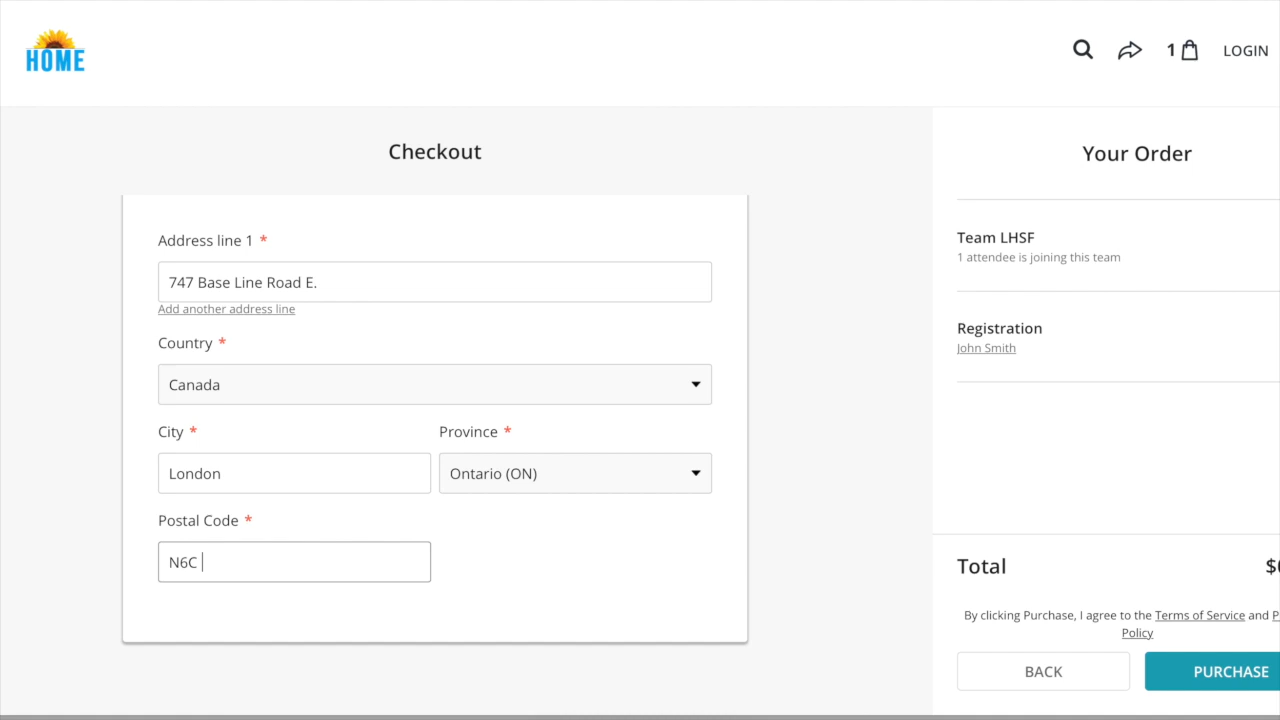 HOME
1
LOGIN
Checkout
Your Order
Address line 1 *
747 Base Line Road E.
Add another address line
Country *
Canada
City *
Province *
London
Ontario (ON)
Postal Code *
N6C
Team LHSF
1 attendee is joining this team
Registration
John Smith
Total
By clicking Purchase, I agree to the Terms of Service and
Policy
BACK
PURCHASE